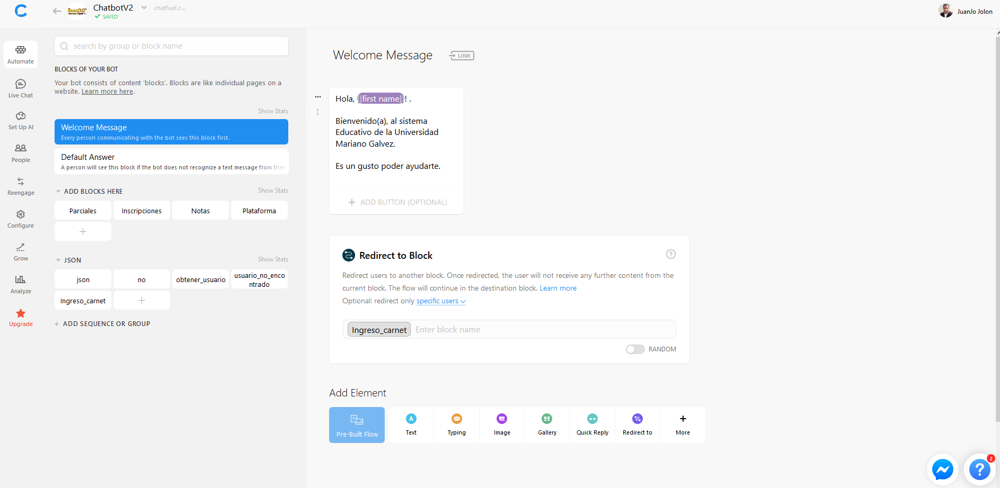 ChatbotV2
chatfuel.c...
SAVED
JuanJo Jolon
Automate
Live Chat
Set Up AI
People
Reengage
Configure
Grow
Analyze
Upgrade
search by group or block name
BLOCKS OF YOUR BOT
Your bot consists of content ‘blocks’. Blocks are like individual pages on a
website. Learn more here.
Show Stats
Welcome Message
Every person communicating with the bot sees this block first.
Default Answer
A person will see this block if the bot does not recognize a text message from then
ADD BLOCKS HERE
Show Stats
Parciales
Inscripciones
Notas
Plataforma
JSON
Show Stats
json
no
obtener_usuario
usuario_no_enco
ntrado
Ingreso_carnet
+ ADD SEQUENCE OR GROUP
Welcome Message
LINK
Hola, {{first name}}! .
Bienvenido(a), al sistema
Educativo de la Universidad
Mariano Galvez.
Es un gusto poder ayudarte.
+ ADD BUTTON (OPTIONAL)
Redirect to Block
?
Redirect users to another block. Once redirected, the user will not receive any further content from the
current block. The flow will continue in the destination block. Learn more
Optional: redirect only specific users
Ingreso_carnet Enter block name
RANDOM
Add Element
Pre-Built Flow
A
Text
Typing
Image
Gallery
Quick Reply
Redirect to
More
?
2